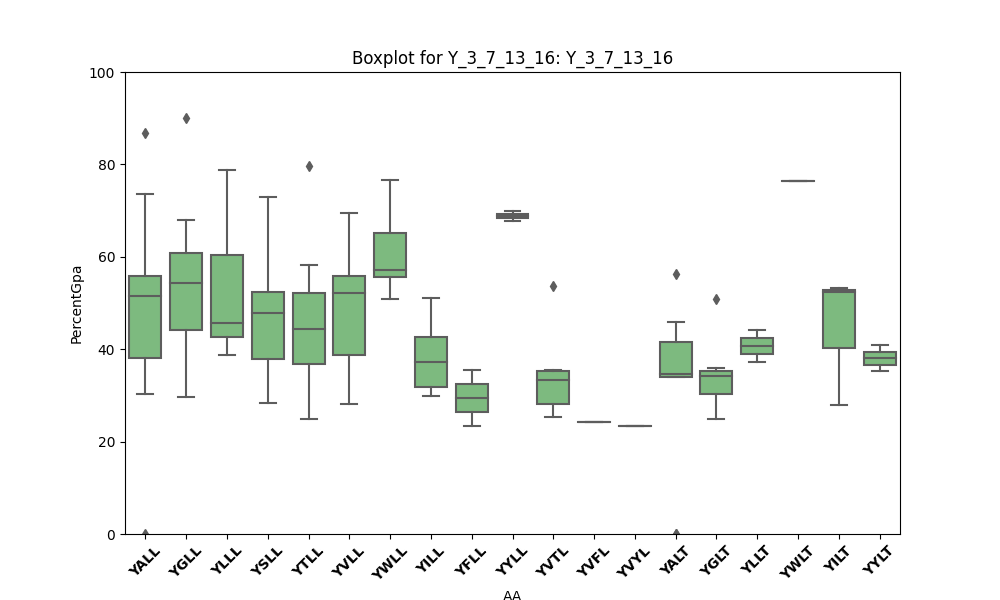 Boxplot for Y_3_7_13_16: Y_3_7_13_16
100
80
60
40
20
0
PercentGpa
YALL YGLL YLLL YSLL YTLL YVLL YWLL YILL YFLL YYLL YVTL YVFL YVYL YALT YGLT YLLT YWLT YILT YYLT
AA